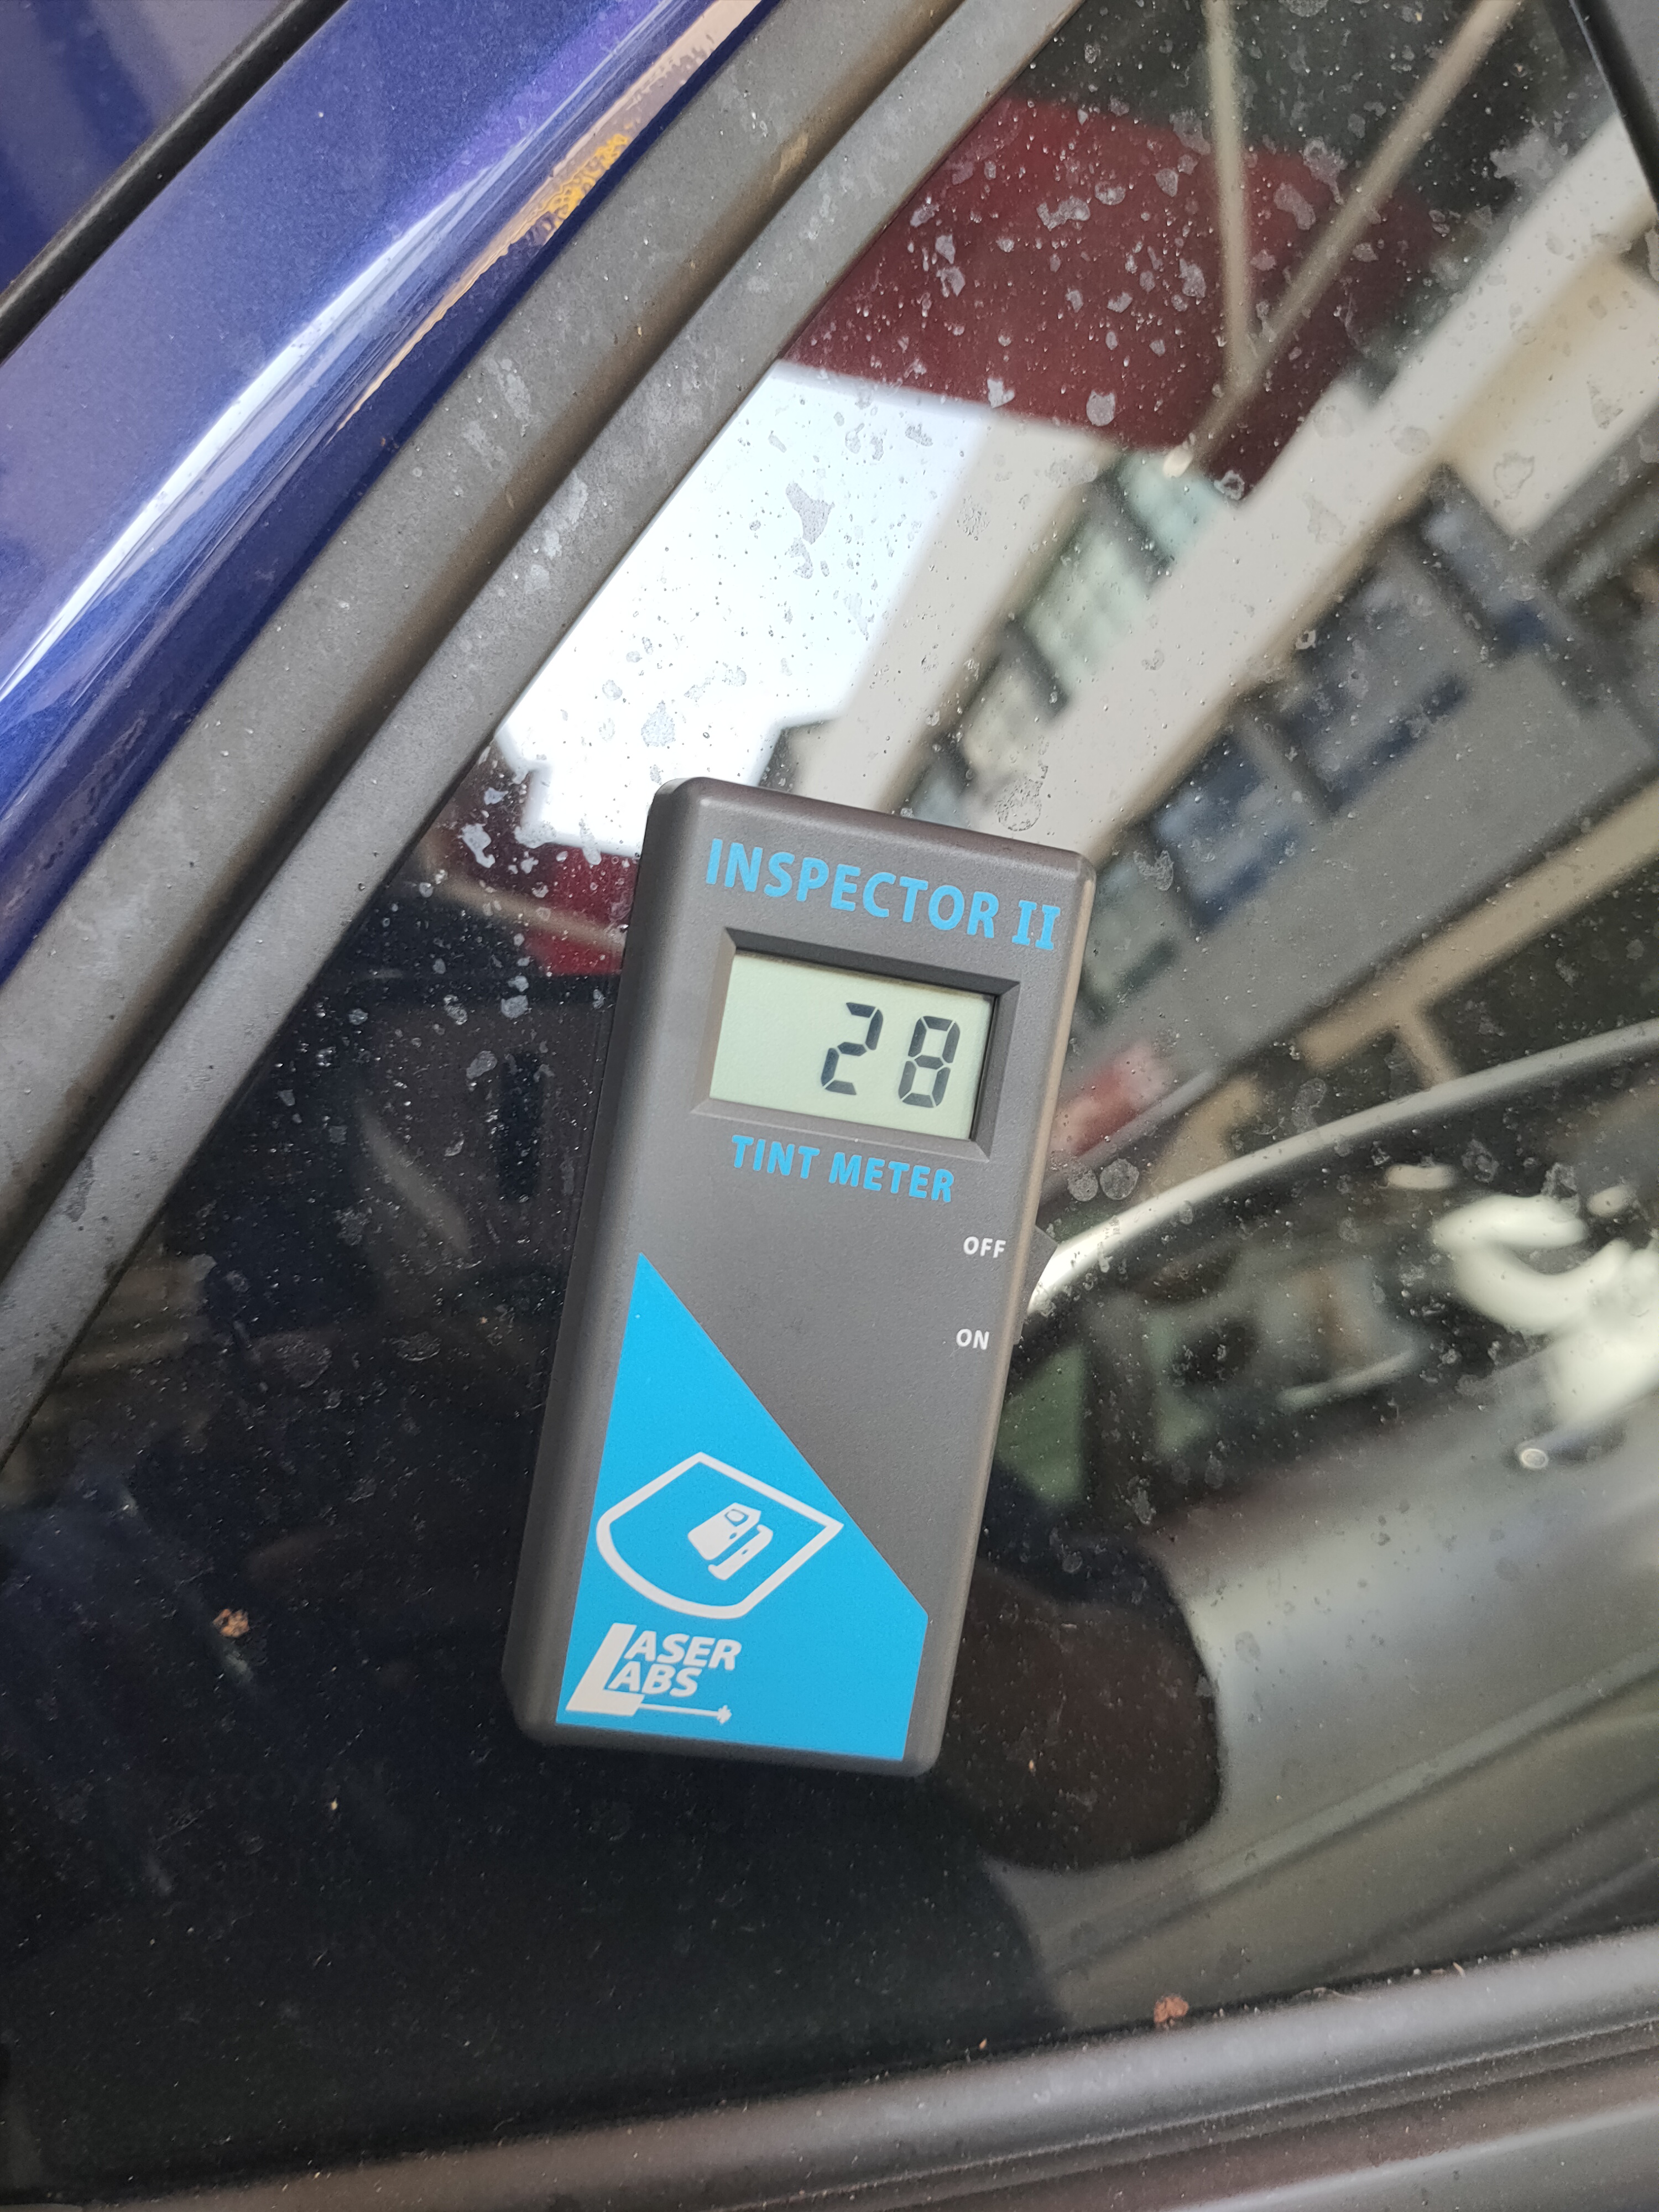 INSPECTOR II
28
TINT METER
OFF
ON
LASER
LABS